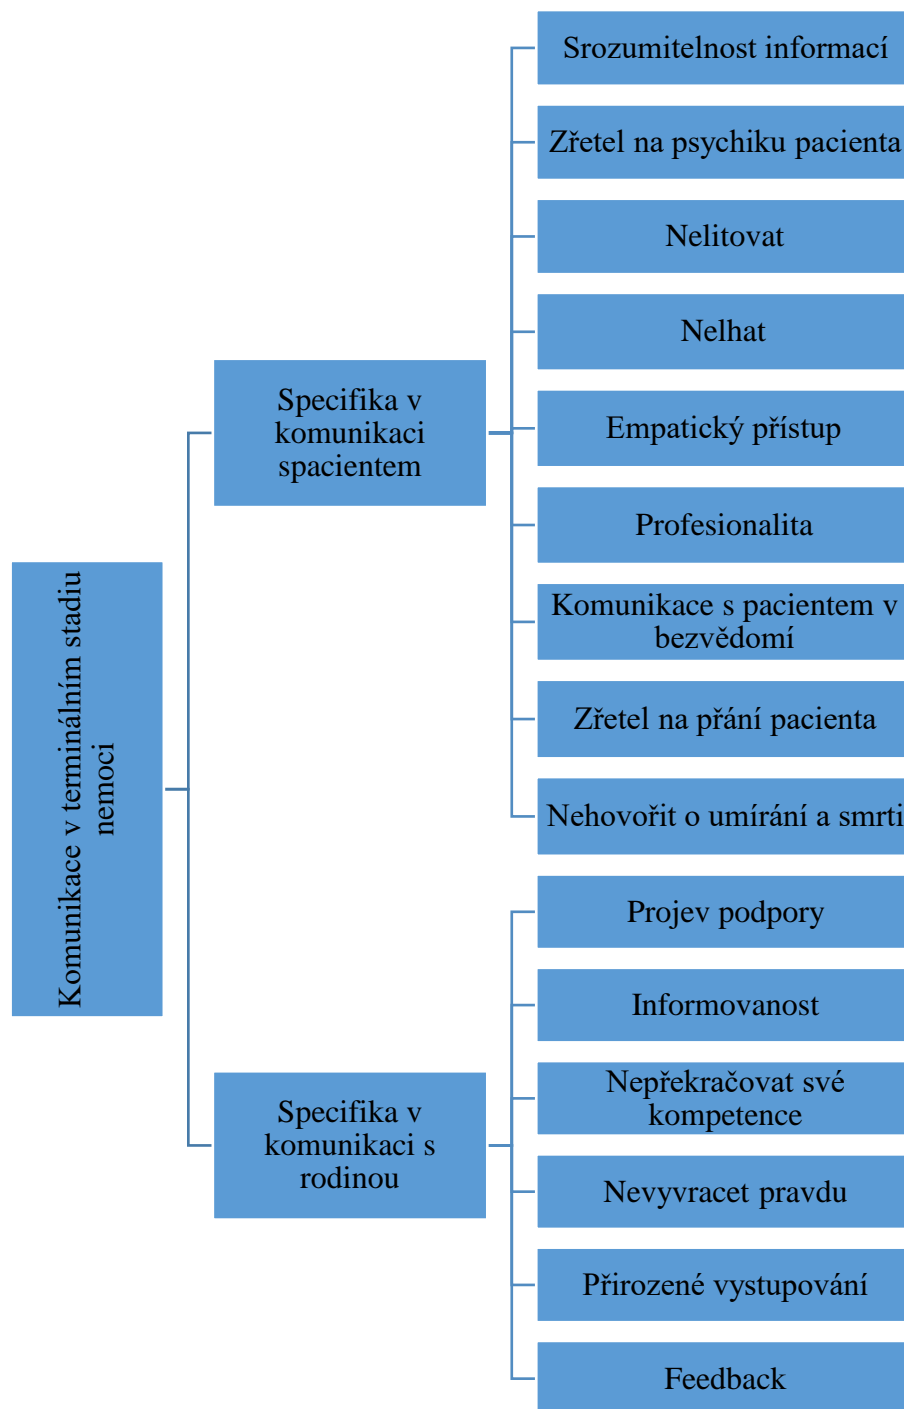 Komunikace v terminálním stadiu
nemoci
Specifika v
komunikaci
spacientem
Srozumitelnost informací
Zřetel na psychiku pacienta
Nelitovat
Nelhat
Empatický přístup
Profesionalita
Komunikace s pacientem v
bezvědomí
Zřetel na přání pacienta
Nehovořit o umírání a smrti
Specifika v
komunikaci s
rodinou
Projev podpory
Informovanost
Nepřekračovat své
kompetence
Nevyvracet pravdu
Přirozené vystupování
Feedback